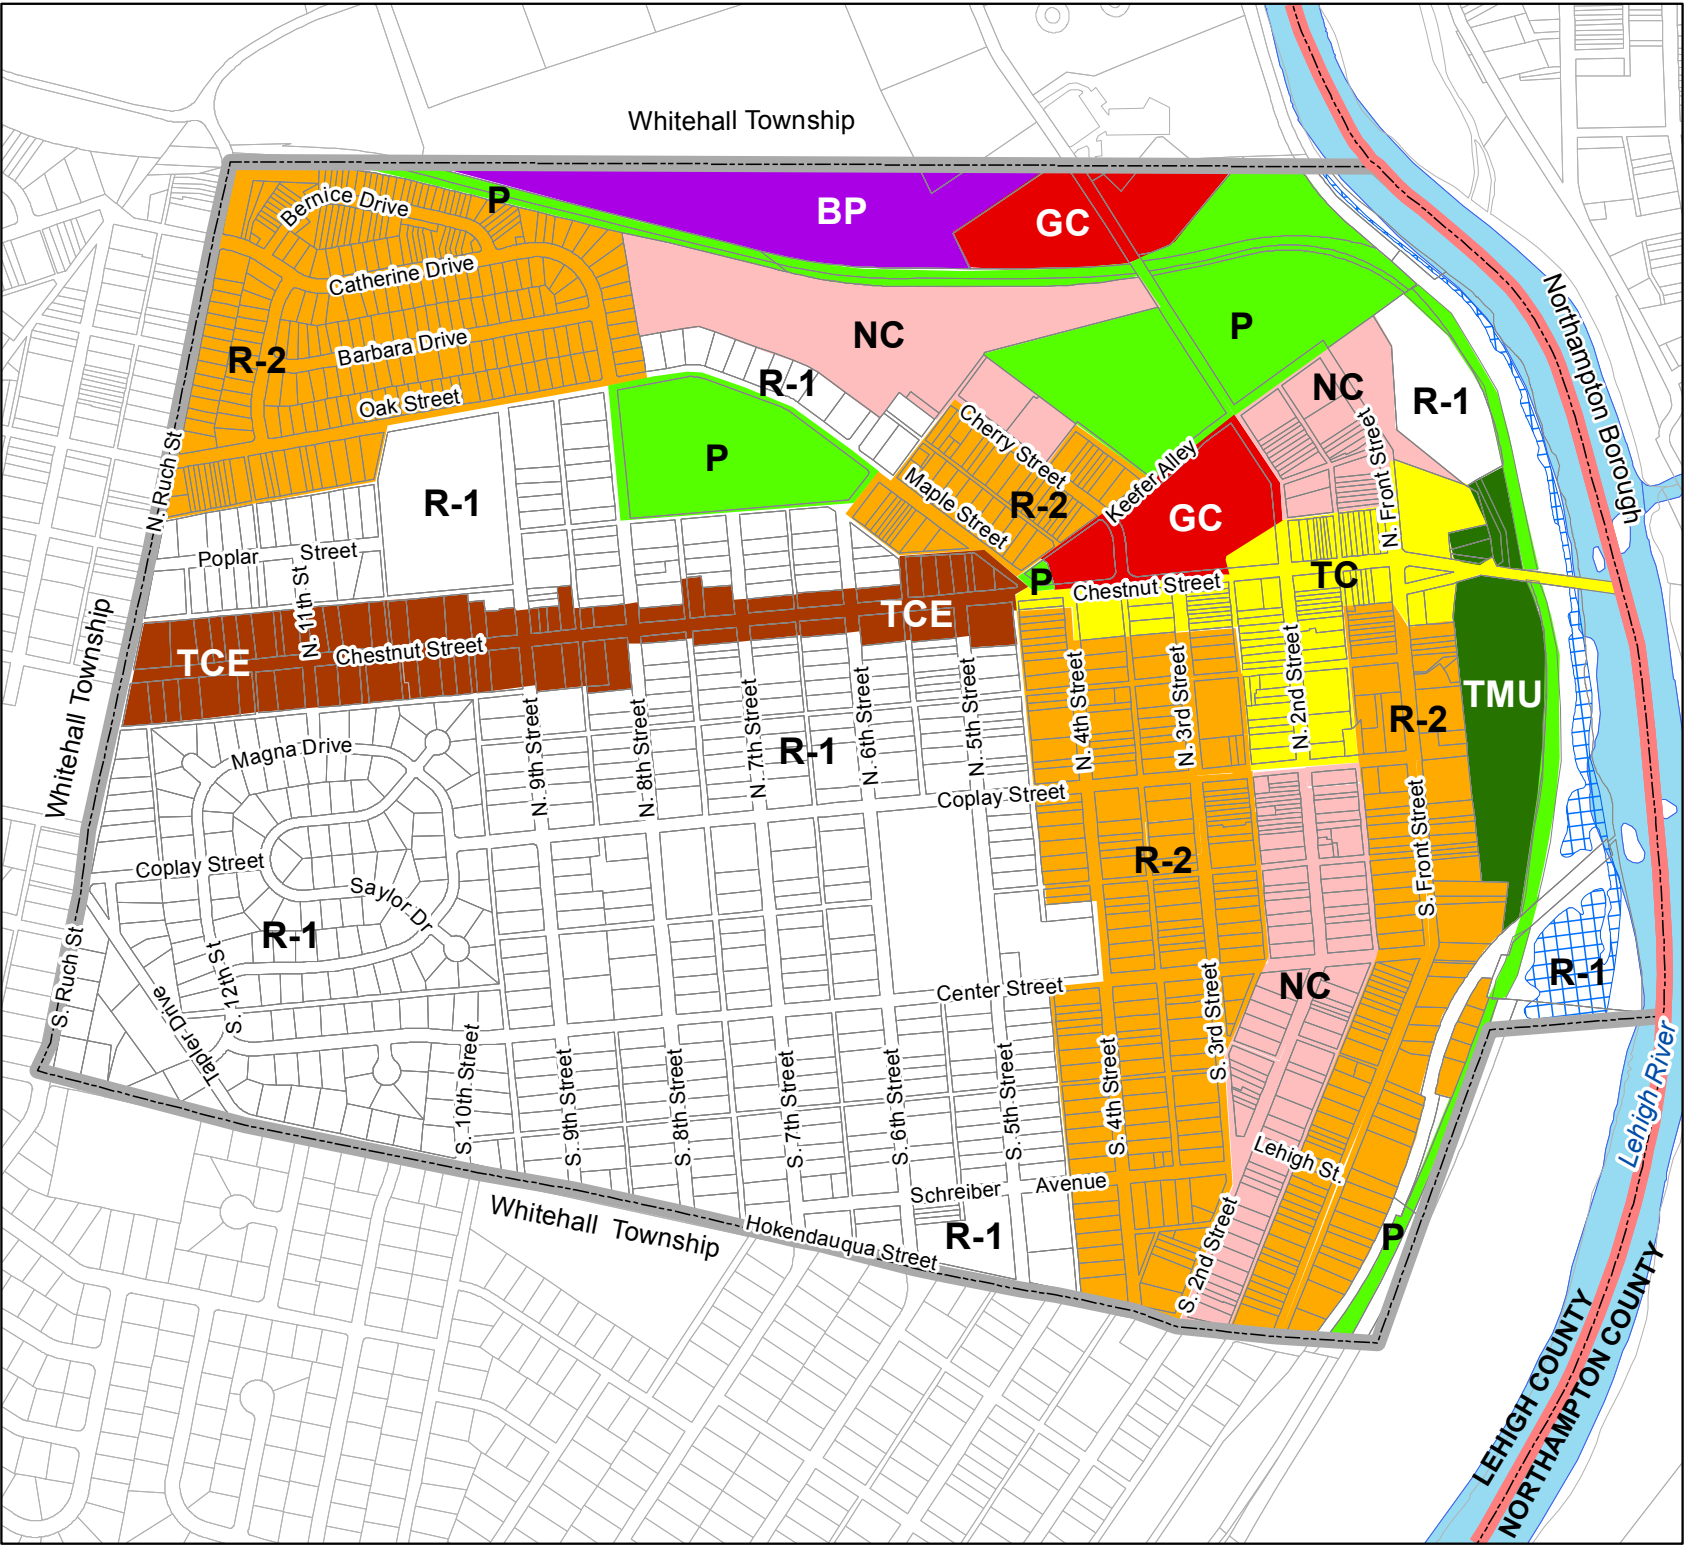 Whitehall Township
Bernice Drive
P
BP
GC
Catherine Drive
Northampton Borough
NC
P
Barbara Drive
R-2
R-1
NC
R-1
Oak Street
Cherry Street
N. Front Street
P
Keefer Alley
N. Ruch St
R-1
Maple Street
R-2
GC
Poplar Street
N. 11th St
P
Chestnut Street
TC
TCE
TCE
Chestnut Street
Whitehall Township
N. 9th Street
N. 8th Street
N. 7th Street
N. 6th Street
N. 5th Street
N. 4th Street
N. 3rd Street
N. 2nd Street
TMU
R-2
Magna Drive
R-1
Coplay Street
S. Front Street
Coplay Street
R-2
Saylor Dr
R-1
S. Ruch St
S. 12th St
Tapler Drive
Center Street
NC
R-1
S. 3rd Street
S. 10th Street
S. 9th Street
S. 8th Street
S. 7th Street
S. 6th Street
S. 5th Street
S. 4th Street
Lehigh River
Lehigh St.
Schreiber Avenue
S. 2nd Street
Whitehall Township
Hokendauqua Street
R-1
P
LEHIGH COUNTY
NORTHAMPTON COUNTY